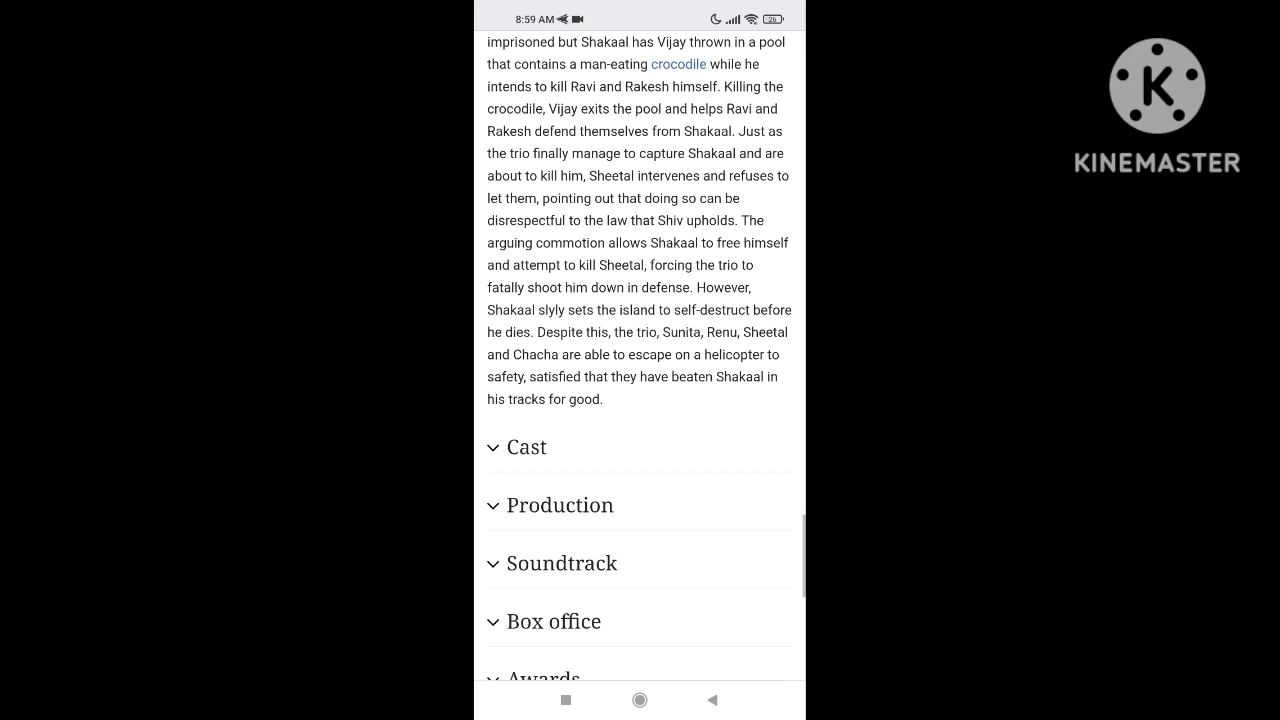 8:59 AM
26
imprisoned but Shakaal has Vijay thrown in a pool
that contains a man-eating crocodile while he
intends to kill Ravi and Rakesh himself. Killing the
crocodile, Vijay exits the pool and helps Ravi and
Rakesh defend themselves from Shakaal. Just as
the trio finally manage to capture Shakaal and are
about to kill him, Sheetal intervenes and refuses to
let them, pointing out that doing so can be
disrespectful to the law that Shiv upholds. The
arguing commotion allows Shakaal to free himself
and attempt to kill Sheetal, forcing the trio to
fatally shoot him down in defense. However,
Shakaal slyly sets the island to self-destruct before
he dies. Despite this, the trio, Sunita, Renu, Sheetal
and Chacha are able to escape on a helicopter to
safety, satisfied that they have beaten Shakaal in
his tracks for good.
Cast
Production
Soundtrack
Box office
Awards
K
KINEMASTER